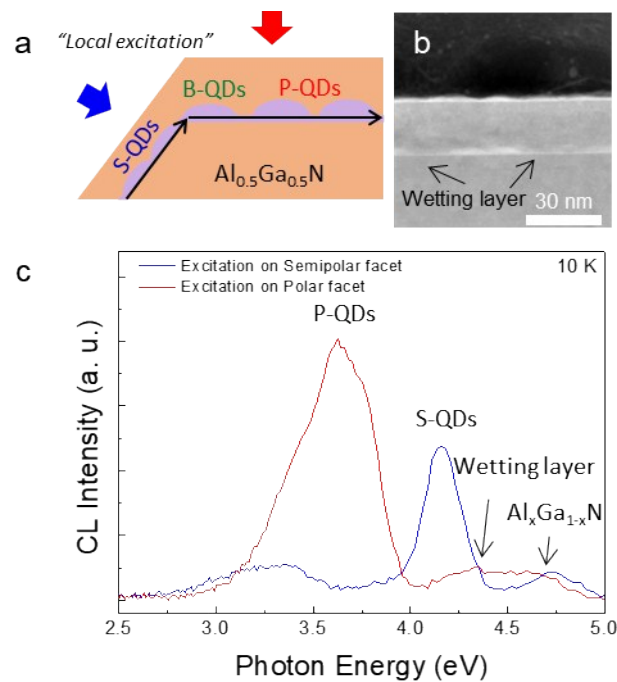 a
"Local excitation"
B-QDs
P-QDs
S-QDs
Al0.5Ga0.5N
b
Wetting layer
30 nm
c
Excitation on Semipolar facet
Excitation on Polar facet
10 K
P-QDs
S-QDs
Wetting layer
AlxGa1-xN
CL Intensity (a. u.)
2.5 3.0 3.5 4.0 4.5 5.0
Photon Energy (eV)